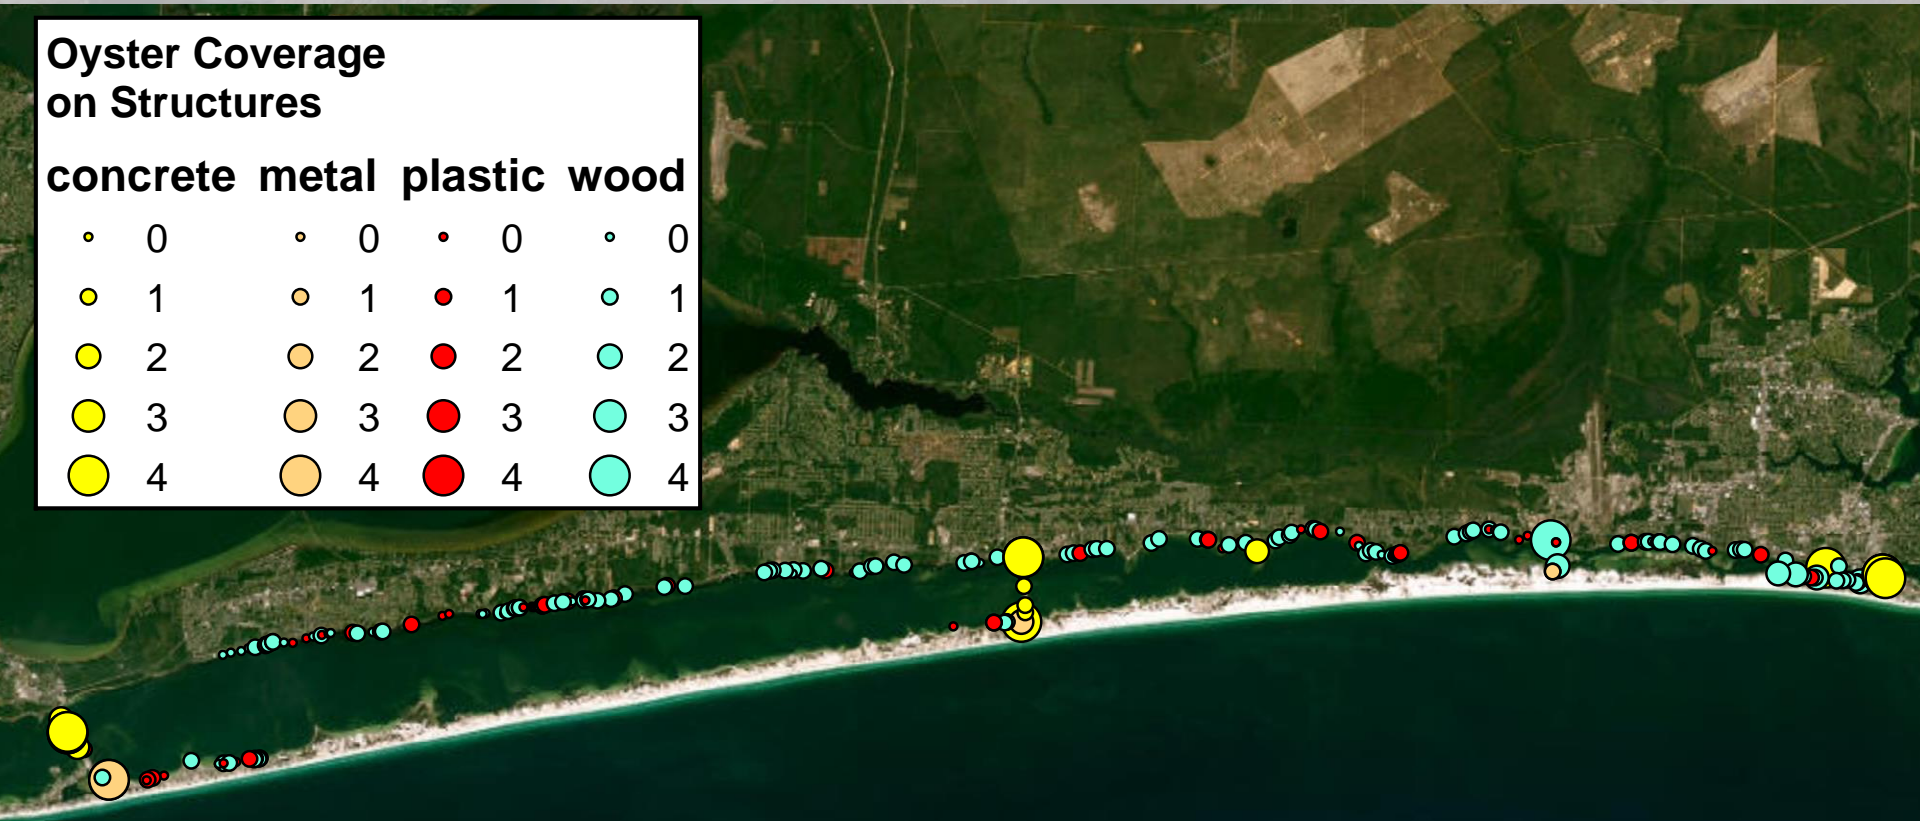 Oyster Coverage
on Structures
concrete metal plastic wood
0 0 0 0
1 1 1 1
2 2 2 2
3 3 3 3
4 4 4 4